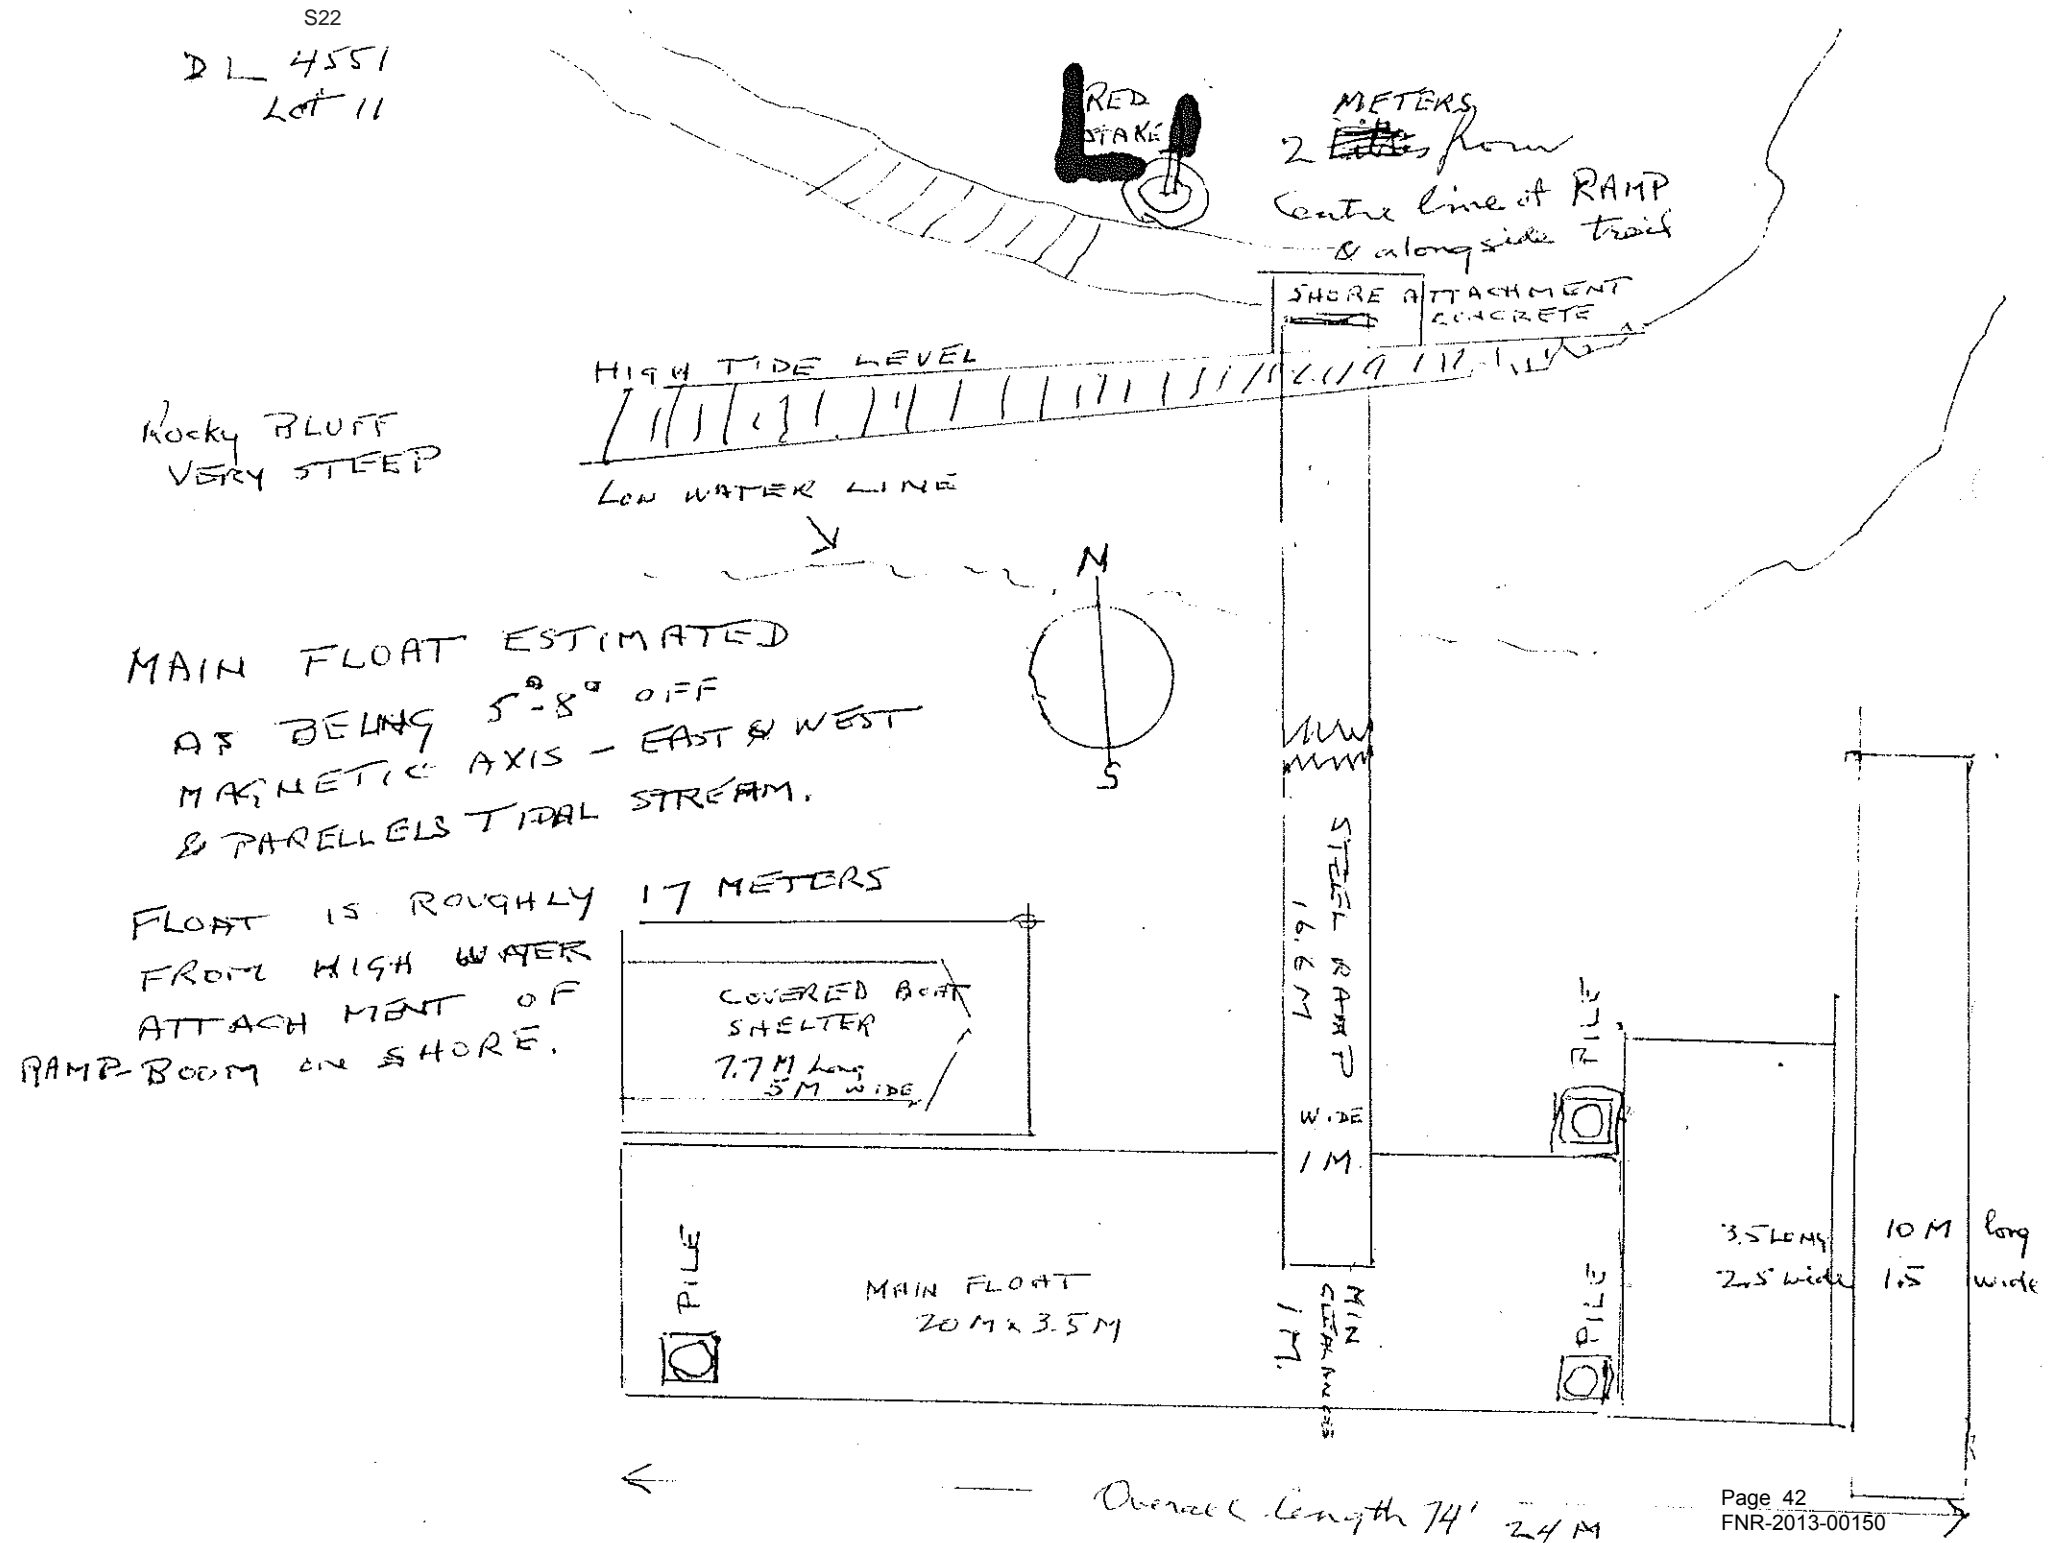 S22
DL 4551
Lot 11
RED
STAKE
METERS
2 from
Centre line of RAMP
& alongside trail
SHORE ATTACHMENT
CONCRETE
HIGH TIDE LEVEL
Rocky BLUFF
VERY STEEP
LOW WATER LINE
N
S
MAIN FLOAT ESTIMATED
AS BEING 5°-8° OFF
MAGNETIC AXIS - EAST & WEST
& PARELLELS TIDAL STREAM.
FLOAT IS ROUGHLY 17 METERS
FROM HIGH WATER
ATTACHMENT OF
RAMP-BOOM ON SHORE.
COVERED BOAT
SHELTER
7.7 M Long
5M WIDE
STEEL RAMP
16.6 M
WIDE
1 M.
PILE
PILE
PILE
MAIN FLOAT
20 M x 3.5 M
MIN
CLEARANCES
1 M.
3.5 LONG
2.5 wide
10 M long
1.5 wide
Overall length 74' 24 M
Page 42
FNR-2013-00150